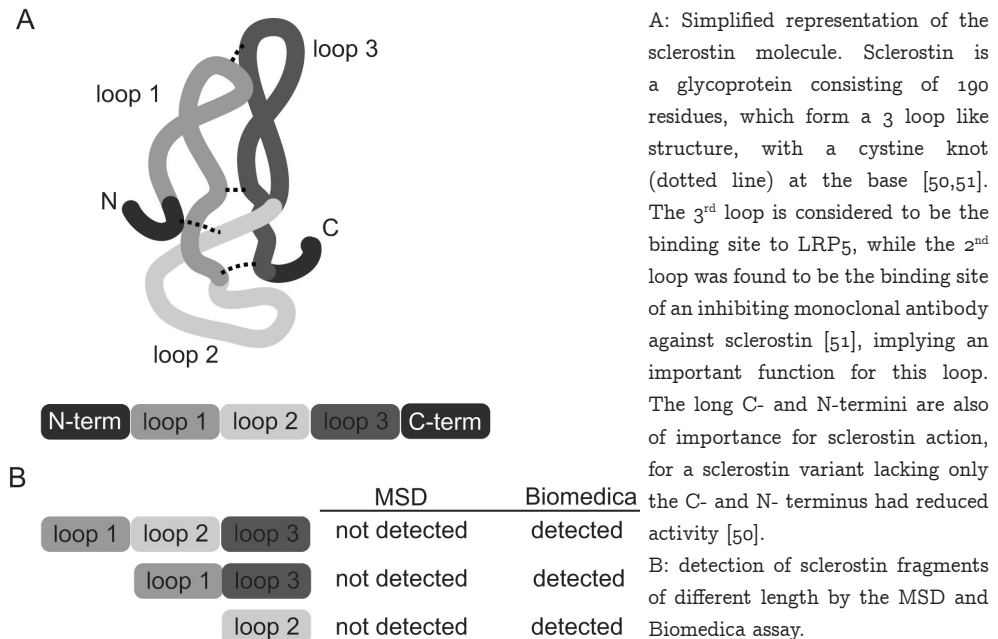 A
loop 3
loop 1
N
C
loop 2
N-term loop 1 loop 2 loop 3 C-term
B
MSD Biomedica
loop 1 loop 2 loop 3 not detected detected
loop 1 loop 3 not detected detected
loop 2 not detected detected
A: Simplified representation of the
sclerostin molecule. Sclerostin is
a glycoprotein consisting of 190
residues, which form a 3 loop like
structure, with a cystine knot
(dotted line) at the base [50,51].
The 3rd loop is considered to be the
binding site to LRP5, while the 2nd
loop was found to be the binding site
of an inhibiting monoclonal antibody
against sclerostin [51], implying an
important function for this loop.
The long C- and N-termini are also
of importance for sclerostin action,
for a sclerostin variant lacking only
the C- and N- terminus had reduced
activity [50].
B: detection of sclerostin fragments
of different length by the MSD and
Biomedica assay.